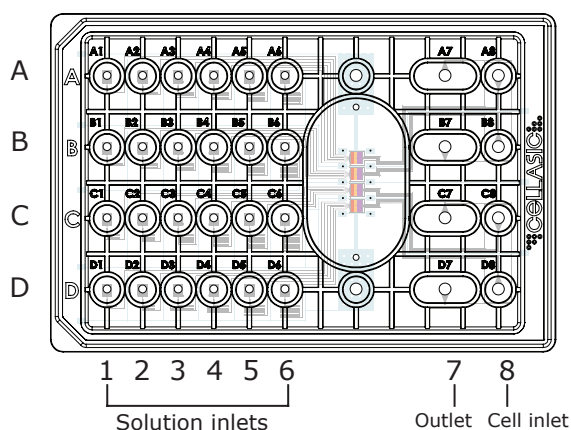 A1 A2 A3 A4 A5 A6 A7 A8
A A
B1 B2 B3 B4 B5 B6 B7 B8
B B
C1 C2 C3 C4 C5 C6 C7 C8
C C
D1 D2 D3 D4 D5 D6 D7 D8
D D
CELLASIC
1 2 3 4 5 6 7 8
Solution inlets Outlet Cell inlet